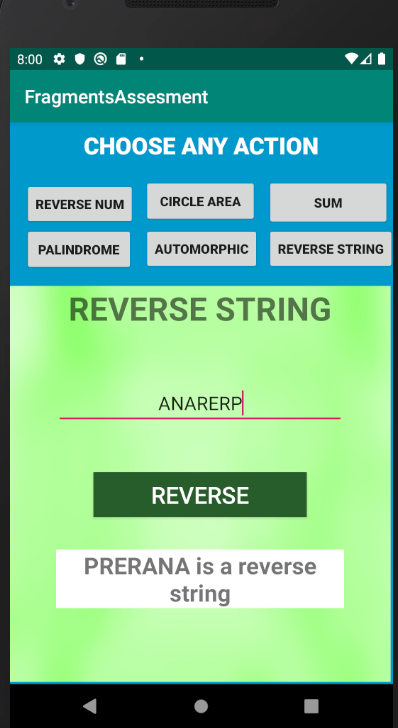 8:00
FragmentsAssesment
CHOOSE ANY ACTION
REVERSE NUM CIRCLE AREA SUM
PALINDROME AUTOMORPHIC REVERSE STRING
REVERSE STRING
ANARERP
REVERSE
PRERANA is a reverse
string